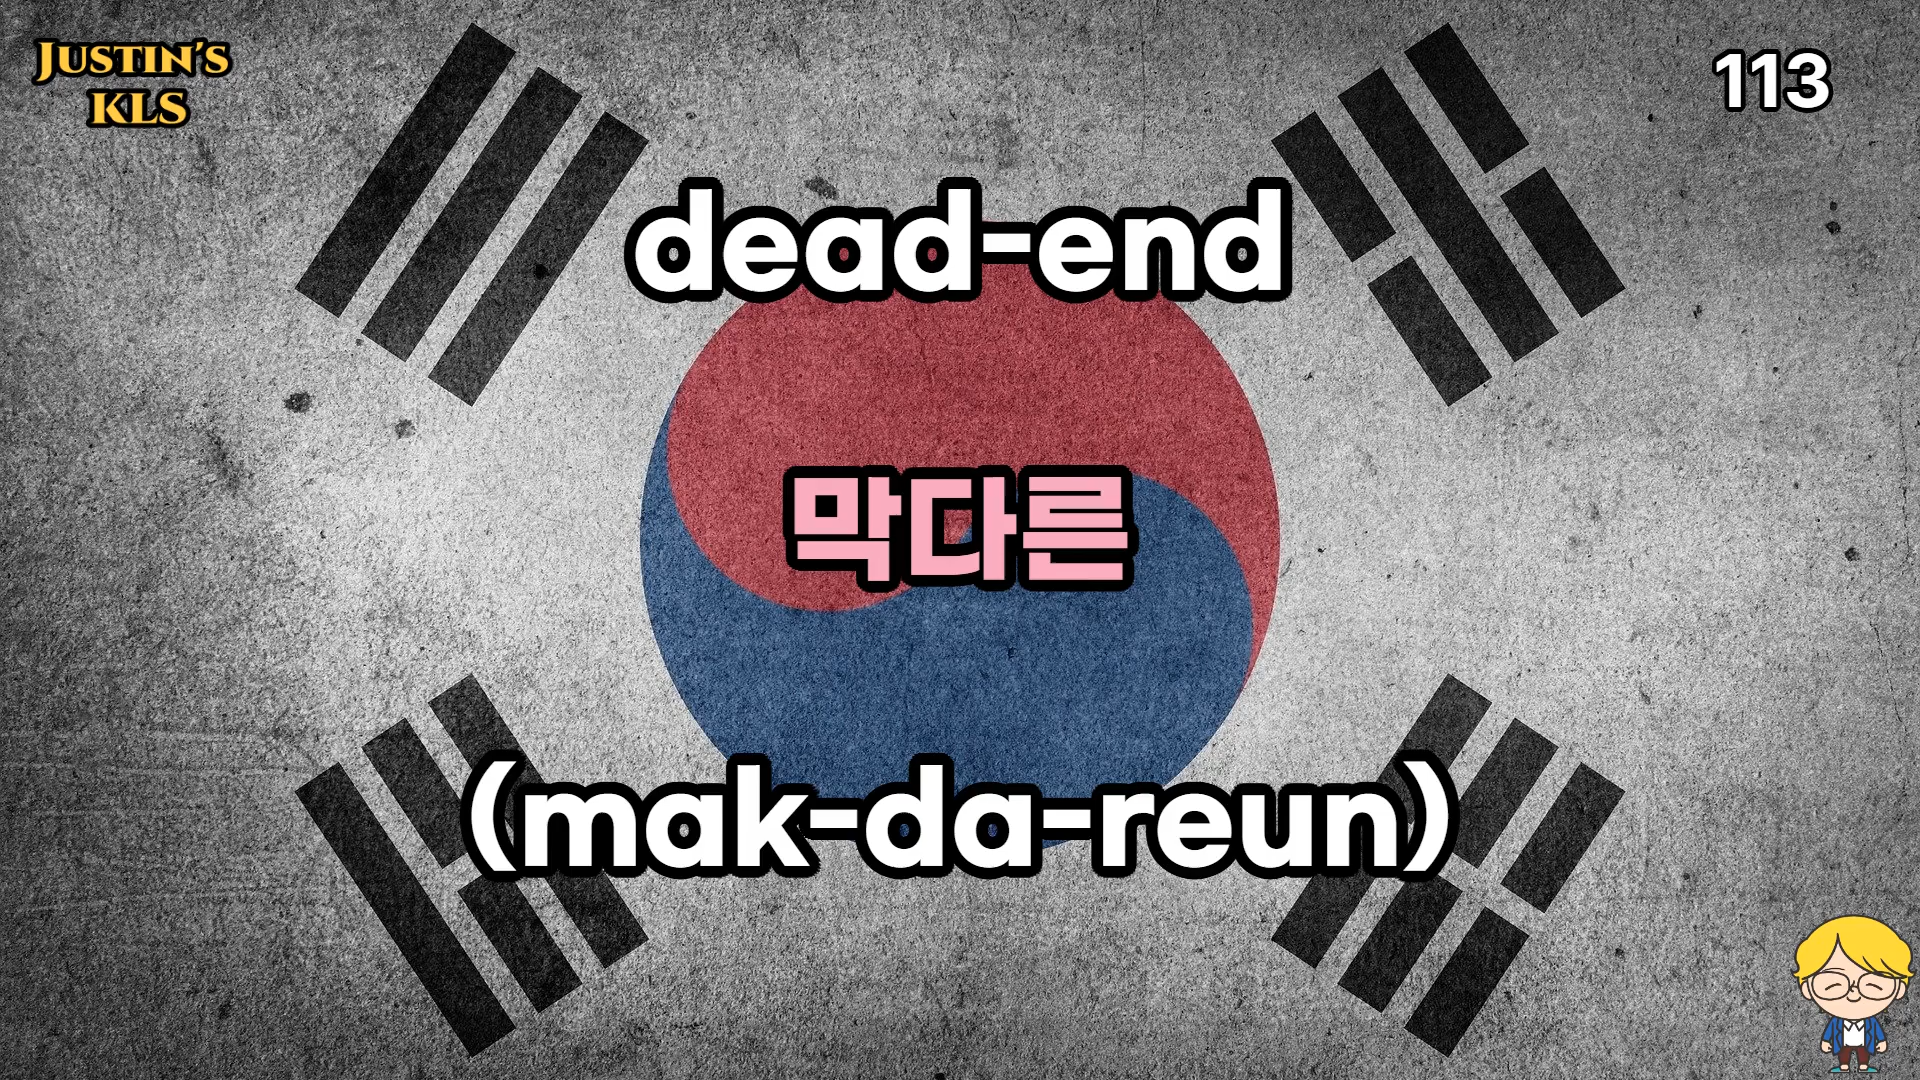 JUSTIN'S
KLS
113
dead-end
막다른
(mak-da-reun)